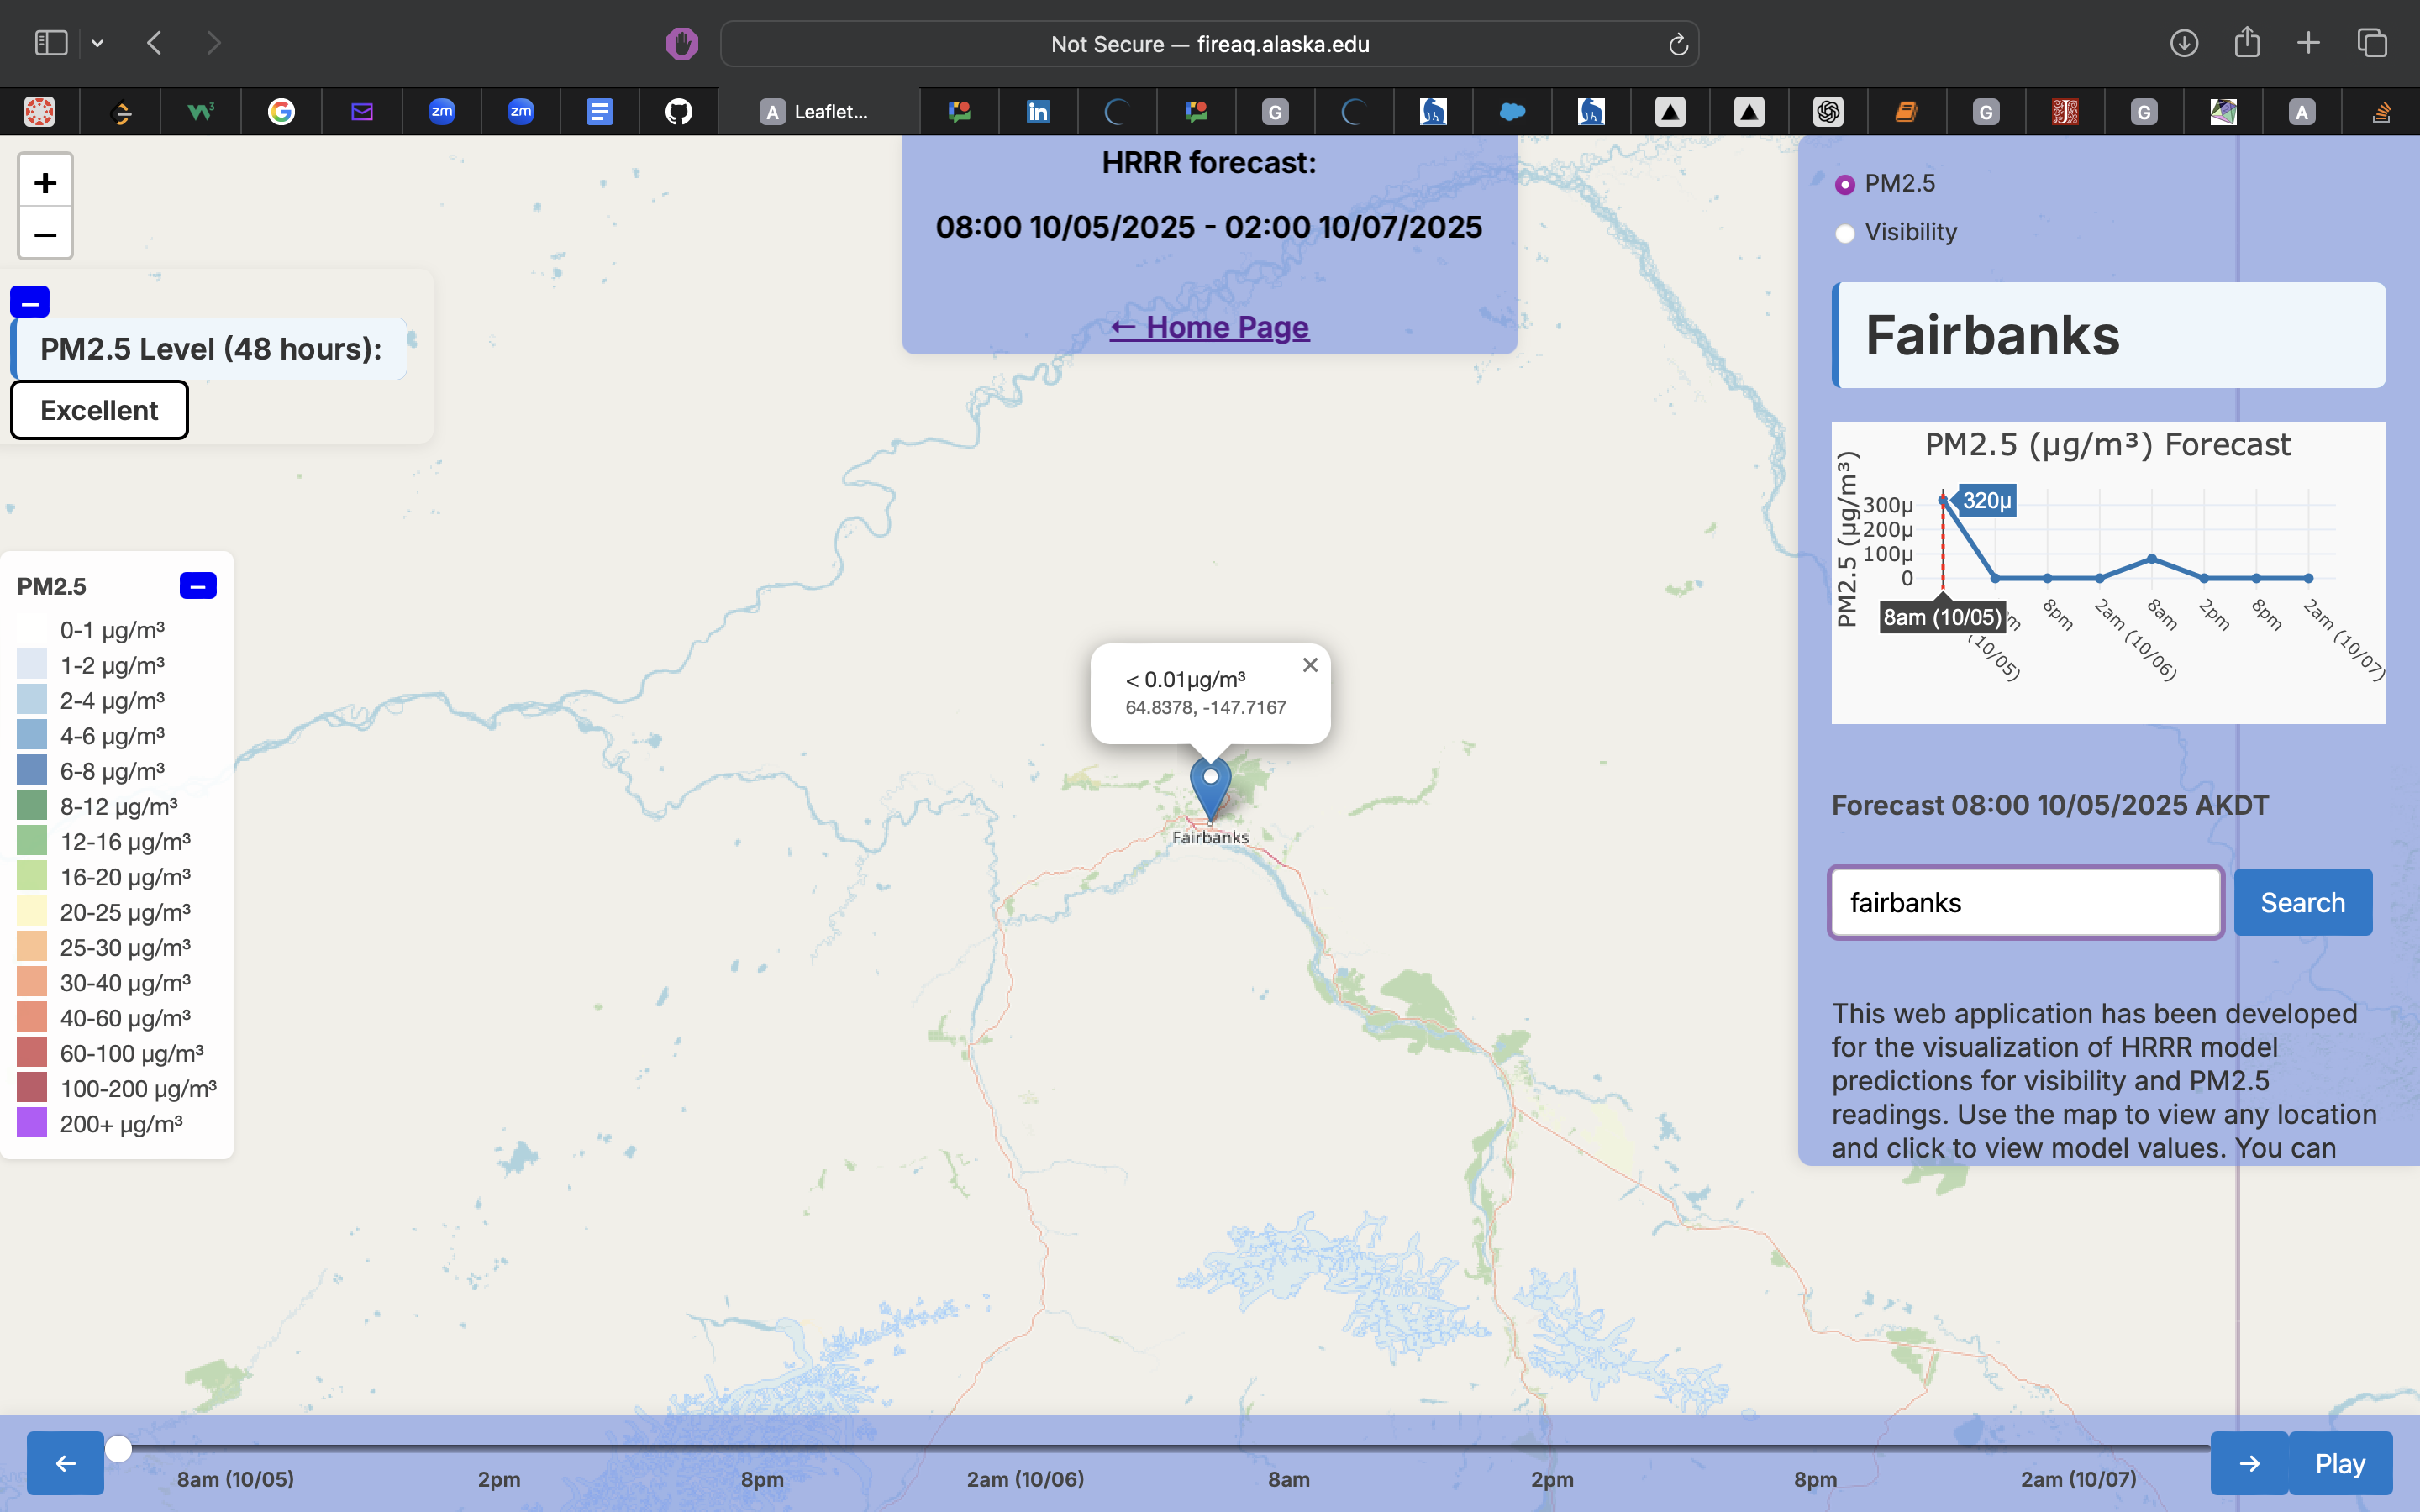 Not Secure — fireaq.alaska.edu
Leaflet...
+
−
HRRR forecast:
08:00 10/05/2025 - 02:00 10/07/2025
← Home Page
PM2.5 Level (48 hours):
Excellent
PM2.5
0-1 µg/m³
1-2 µg/m³
2-4 µg/m³
4-6 µg/m³
6-8 µg/m³
8-12 µg/m³
12-16 µg/m³
16-20 µg/m³
20-25 µg/m³
25-30 µg/m³
30-40 µg/m³
40-60 µg/m³
60-100 µg/m³
100-200 µg/m³
200+ µg/m³
< 0.01µg/m³
64.8378, -147.7167
Fairbanks
PM2.5
Visibility
Fairbanks
PM2.5 (µg/m³) Forecast
PM2.5 (µg/m³)
300µ
200µ
100µ
0
320µ
8am (10/05)
(10/05)
8pm
2am (10/06)
8am
2pm
8pm
2am (10/07)
Forecast 08:00 10/05/2025 AKDT
fairbanks
Search
This web application has been developed
for the visualization of HRRR model
predictions for visibility and PM2.5
readings. Use the map to view any location
and click to view model values. You can
←
8am (10/05)
2pm
8pm
2am (10/06)
8am
2pm
8pm
2am (10/07)
→
Play